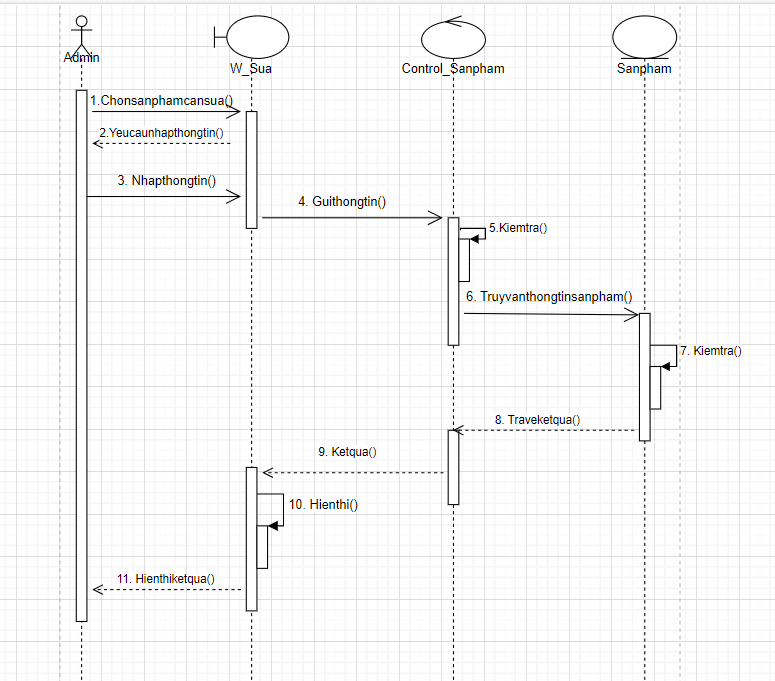 Admin
W_Sua
Control_Sanpham
Sanpham
1.Chonsanphamcansua()
2.Yeucaunhapthongtin()
3. Nhapthongtin()
4. Guithongtin()
5.Kiemtra()
6. Truyvanthongtinsanpham()
7. Kiemtra()
8. Traveketqua()
9. Ketqua()
10. Hienthi()
11. Hienthiketqua()